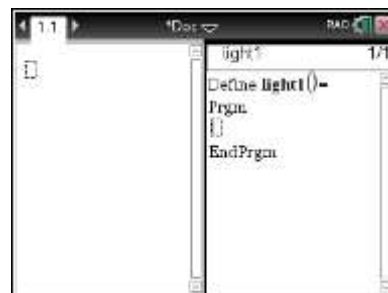 1.1 *Doc RAD
light1 1/1
Define light1()=
Prgm
EndPrgm